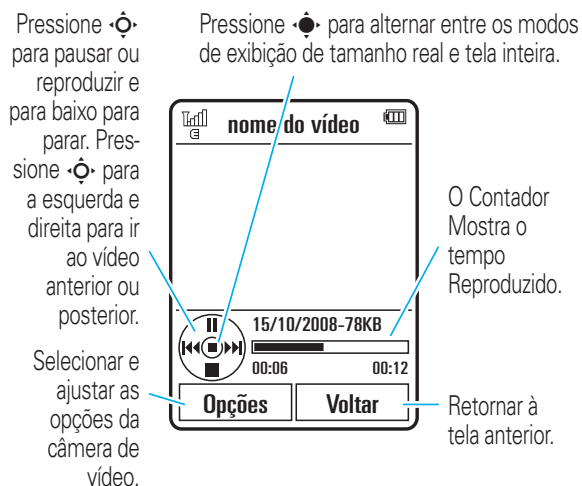 Pressione
para pausar ou
reproduzir e
para baixo para
parar. Pres-
sione para
a esquerda e
direita para ir
ao vídeo
anterior ou
posterior.
Pressione para alternar entre os modos
de exibição de tamanho real e tela inteira.
nome do vídeo
O Contador
Mostra o
tempo
Reproduzido.
15/10/2008-78KB
00:06 00:12
Selecionar e
ajustar as
opções da
câmera de
vídeo.
Opções Voltar
Retornar à
tela anterior.